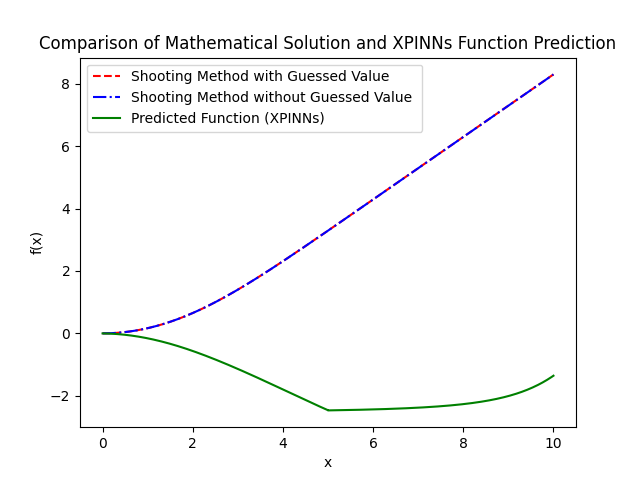 Comparison of Mathematical Solution and XPINNs Function Prediction
Shooting Method with Guessed Value
Shooting Method without Guessed Value
Predicted Function (XPINNs)
f(x)
8
6
4
2
0
−2
0 2 4 6 8 10
x